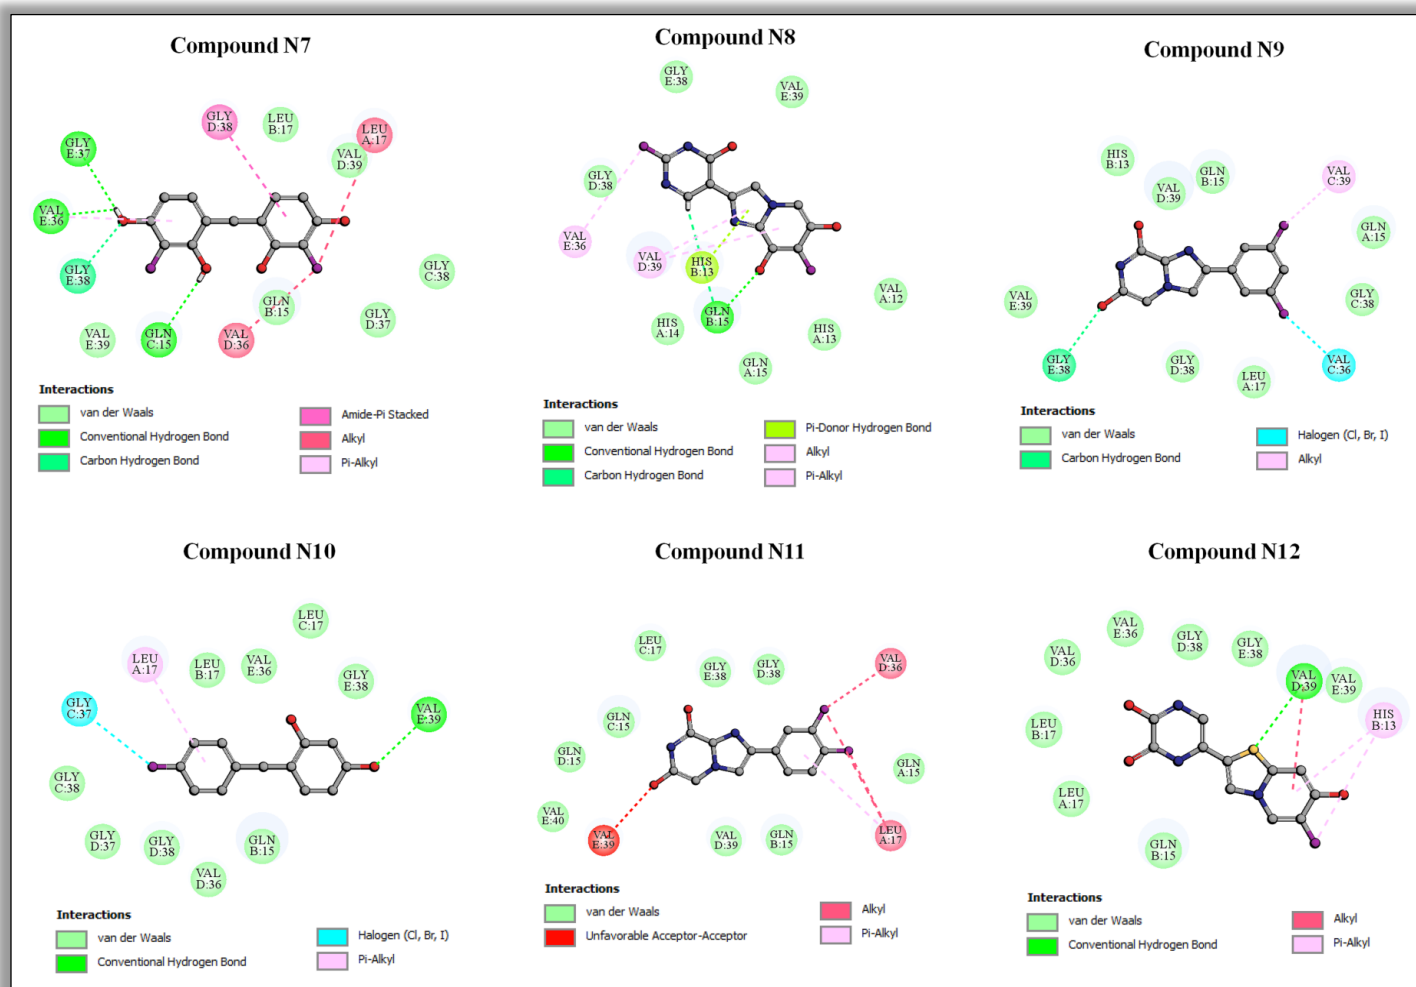 Compound N7
GLY
D:38
LEU
B:17
LEU
A:17
GLY
E:37
VAL
D:39
VAL
E:36
GLY
E:38
GLY
C:38
GLN
B:15
GLY
D:37
VAL
E:39
GLN
C:15
VAL
D:36
Interactions
van der Waals
Conventional Hydrogen Bond
Carbon Hydrogen Bond
Amide-Pi Stacked
Alkyl
Pi-Alkyl
Compound N8
GLY
E:38
VAL
E:39
GLY
D:38
VAL
E:36
VAL
D:39
HIS
B:13
VAL
A:12
GLN
B:15
HIS
A:14
HIS
A:13
GLN
A:15
Interactions
van der Waals
Conventional Hydrogen Bond
Carbon Hydrogen Bond
Pi-Donor Hydrogen Bond
Alkyl
Pi-Alkyl
Compound N9
HIS
B:13
VAL
D:39
GLN
B:15
VAL
C:39
GLN
A:15
VAL
E:39
GLY
C:38
GLY
E:38
GLY
D:38
LEU
A:17
VAL
C:36
Interactions
van der Waals
Carbon Hydrogen Bond
Halogen (Cl, Br, I)
Alkyl
Compound N10
LEU
C:17
LEU
A:17
LEU
B:17
VAL
E:36
GLY
E:38
GLY
C:37
VAL
E:39
GLY
C:38
GLY
D:37
GLY
D:38
GLN
B:15
VAL
D:36
Interactions
van der Waals
Conventional Hydrogen Bond
Halogen (Cl, Br, I)
Pi-Alkyl
Compound N11
LEU
C:17
GLY
E:38
GLY
D:38
VAL
D:36
GLN
C:15
GLN
D:15
GLN
A:15
VAL
E:40
VAL
E:39
VAL
D:39
GLN
B:15
LEU
A:17
Interactions
van der Waals
Unfavorable Acceptor-Acceptor
Alkyl
Pi-Alkyl
Compound N12
VAL
E:36
GLY
D:38
GLY
E:38
VAL
D:36
VAL
D:39
VAL
E:39
LEU
B:17
HIS
B:13
LEU
A:17
GLN
B:15
Interactions
van der Waals
Conventional Hydrogen Bond
Alkyl
Pi-Alkyl